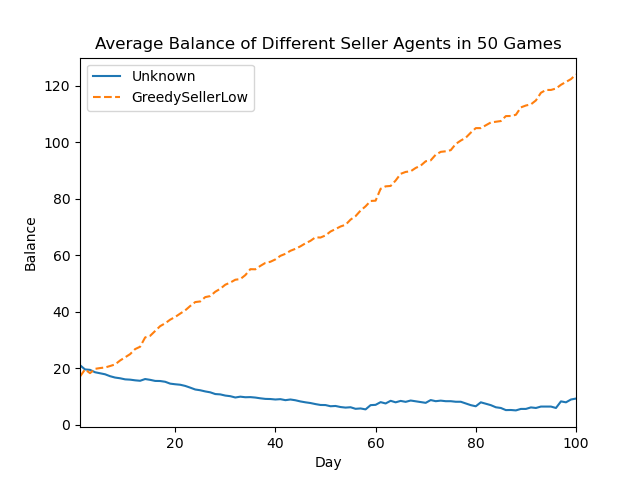 Average Balance of Different Seller Agents in 50 Games
Unknown
GreedySellerLow
120
100
80
60
40
20
0
Balance
20 40 60 80 100
Day